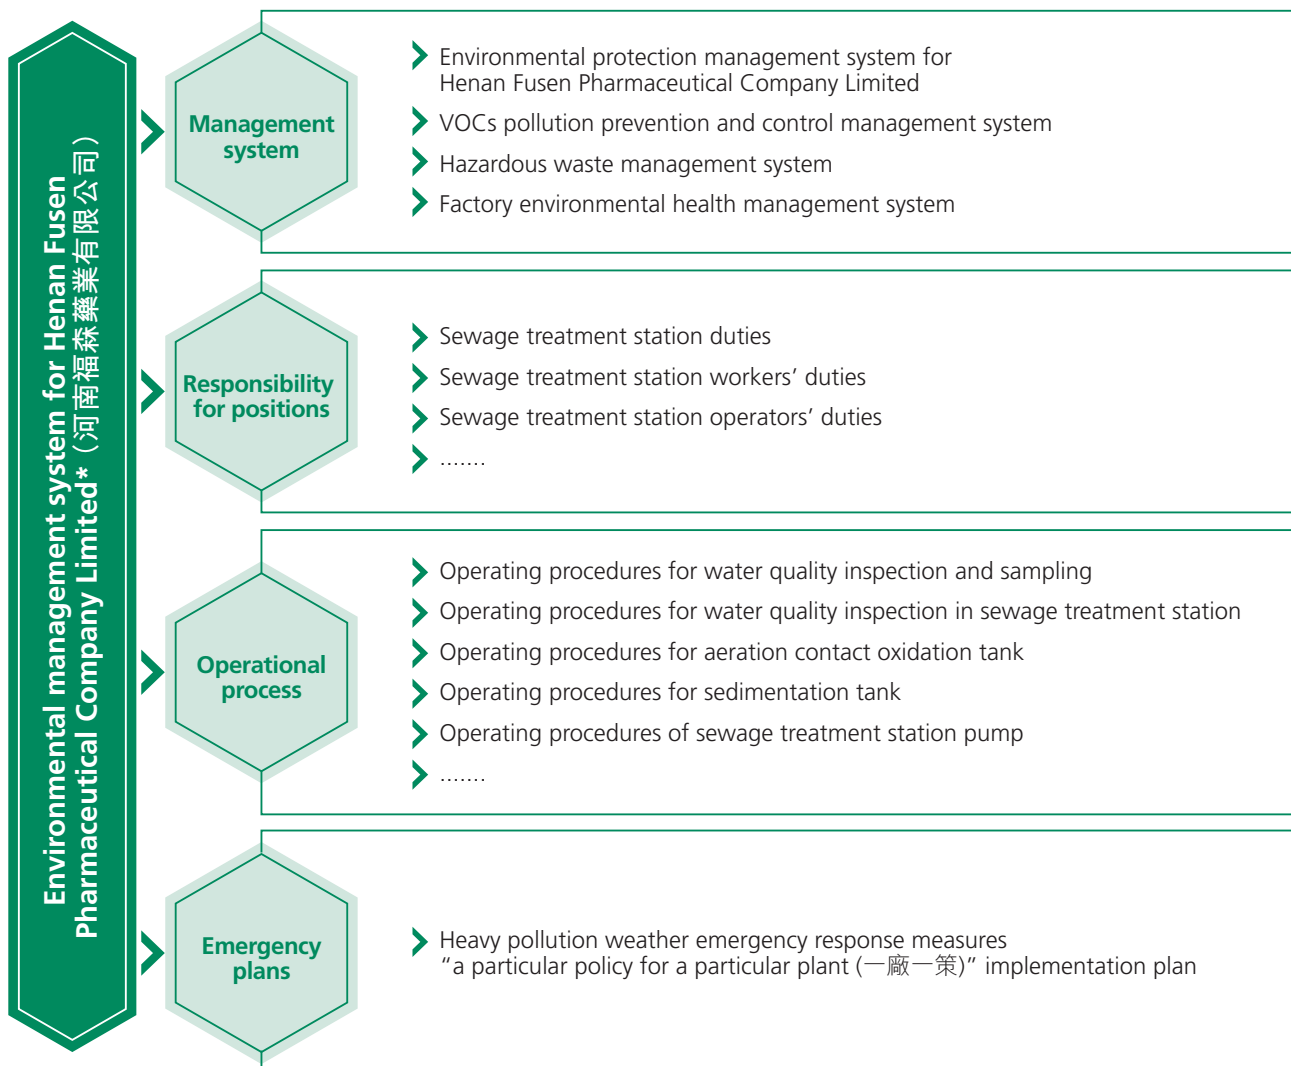 Environmental management system for Henan Fusen
Pharmaceutical Company Limited* (河南福森藥業有限公司)
Management
system
Environmental protection management system for
Henan Fusen Pharmaceutical Company Limited
VOCs pollution prevention and control management system
Hazardous waste management system
Factory environmental health management system
Responsibility
for positions
Sewage treatment station duties
Sewage treatment station workers’ duties
Sewage treatment station operators’ duties
.......
Operational
process
Operating procedures for water quality inspection and sampling
Operating procedures for water quality inspection in sewage treatment station
Operating procedures for aeration contact oxidation tank
Operating procedures for sedimentation tank
Operating procedures of sewage treatment station pump
.......
Emergency
plans
Heavy pollution weather emergency response measures
“a particular policy for a particular plant (一廠一策)” implementation plan